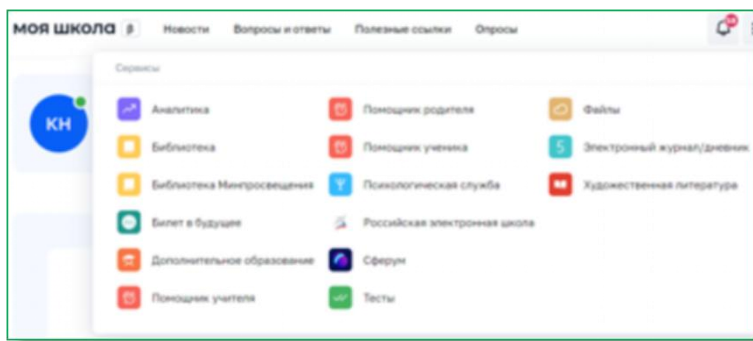 МОЯ ШКОЛА β Новости Вопросы и ответы Полезные ссылки Опросы
Сервисы
КН
Аналитика
Библиотека
Библиотека Минпросвещения
Билет в будущее
Дополнительное образование
Помощник учителя
Помощник родителя
Помощник ученика
Психологическая служба
Российская электронная школа
Сферум
Тесты
Файлы
5 Электронный журнал/дневник
Художественная литература